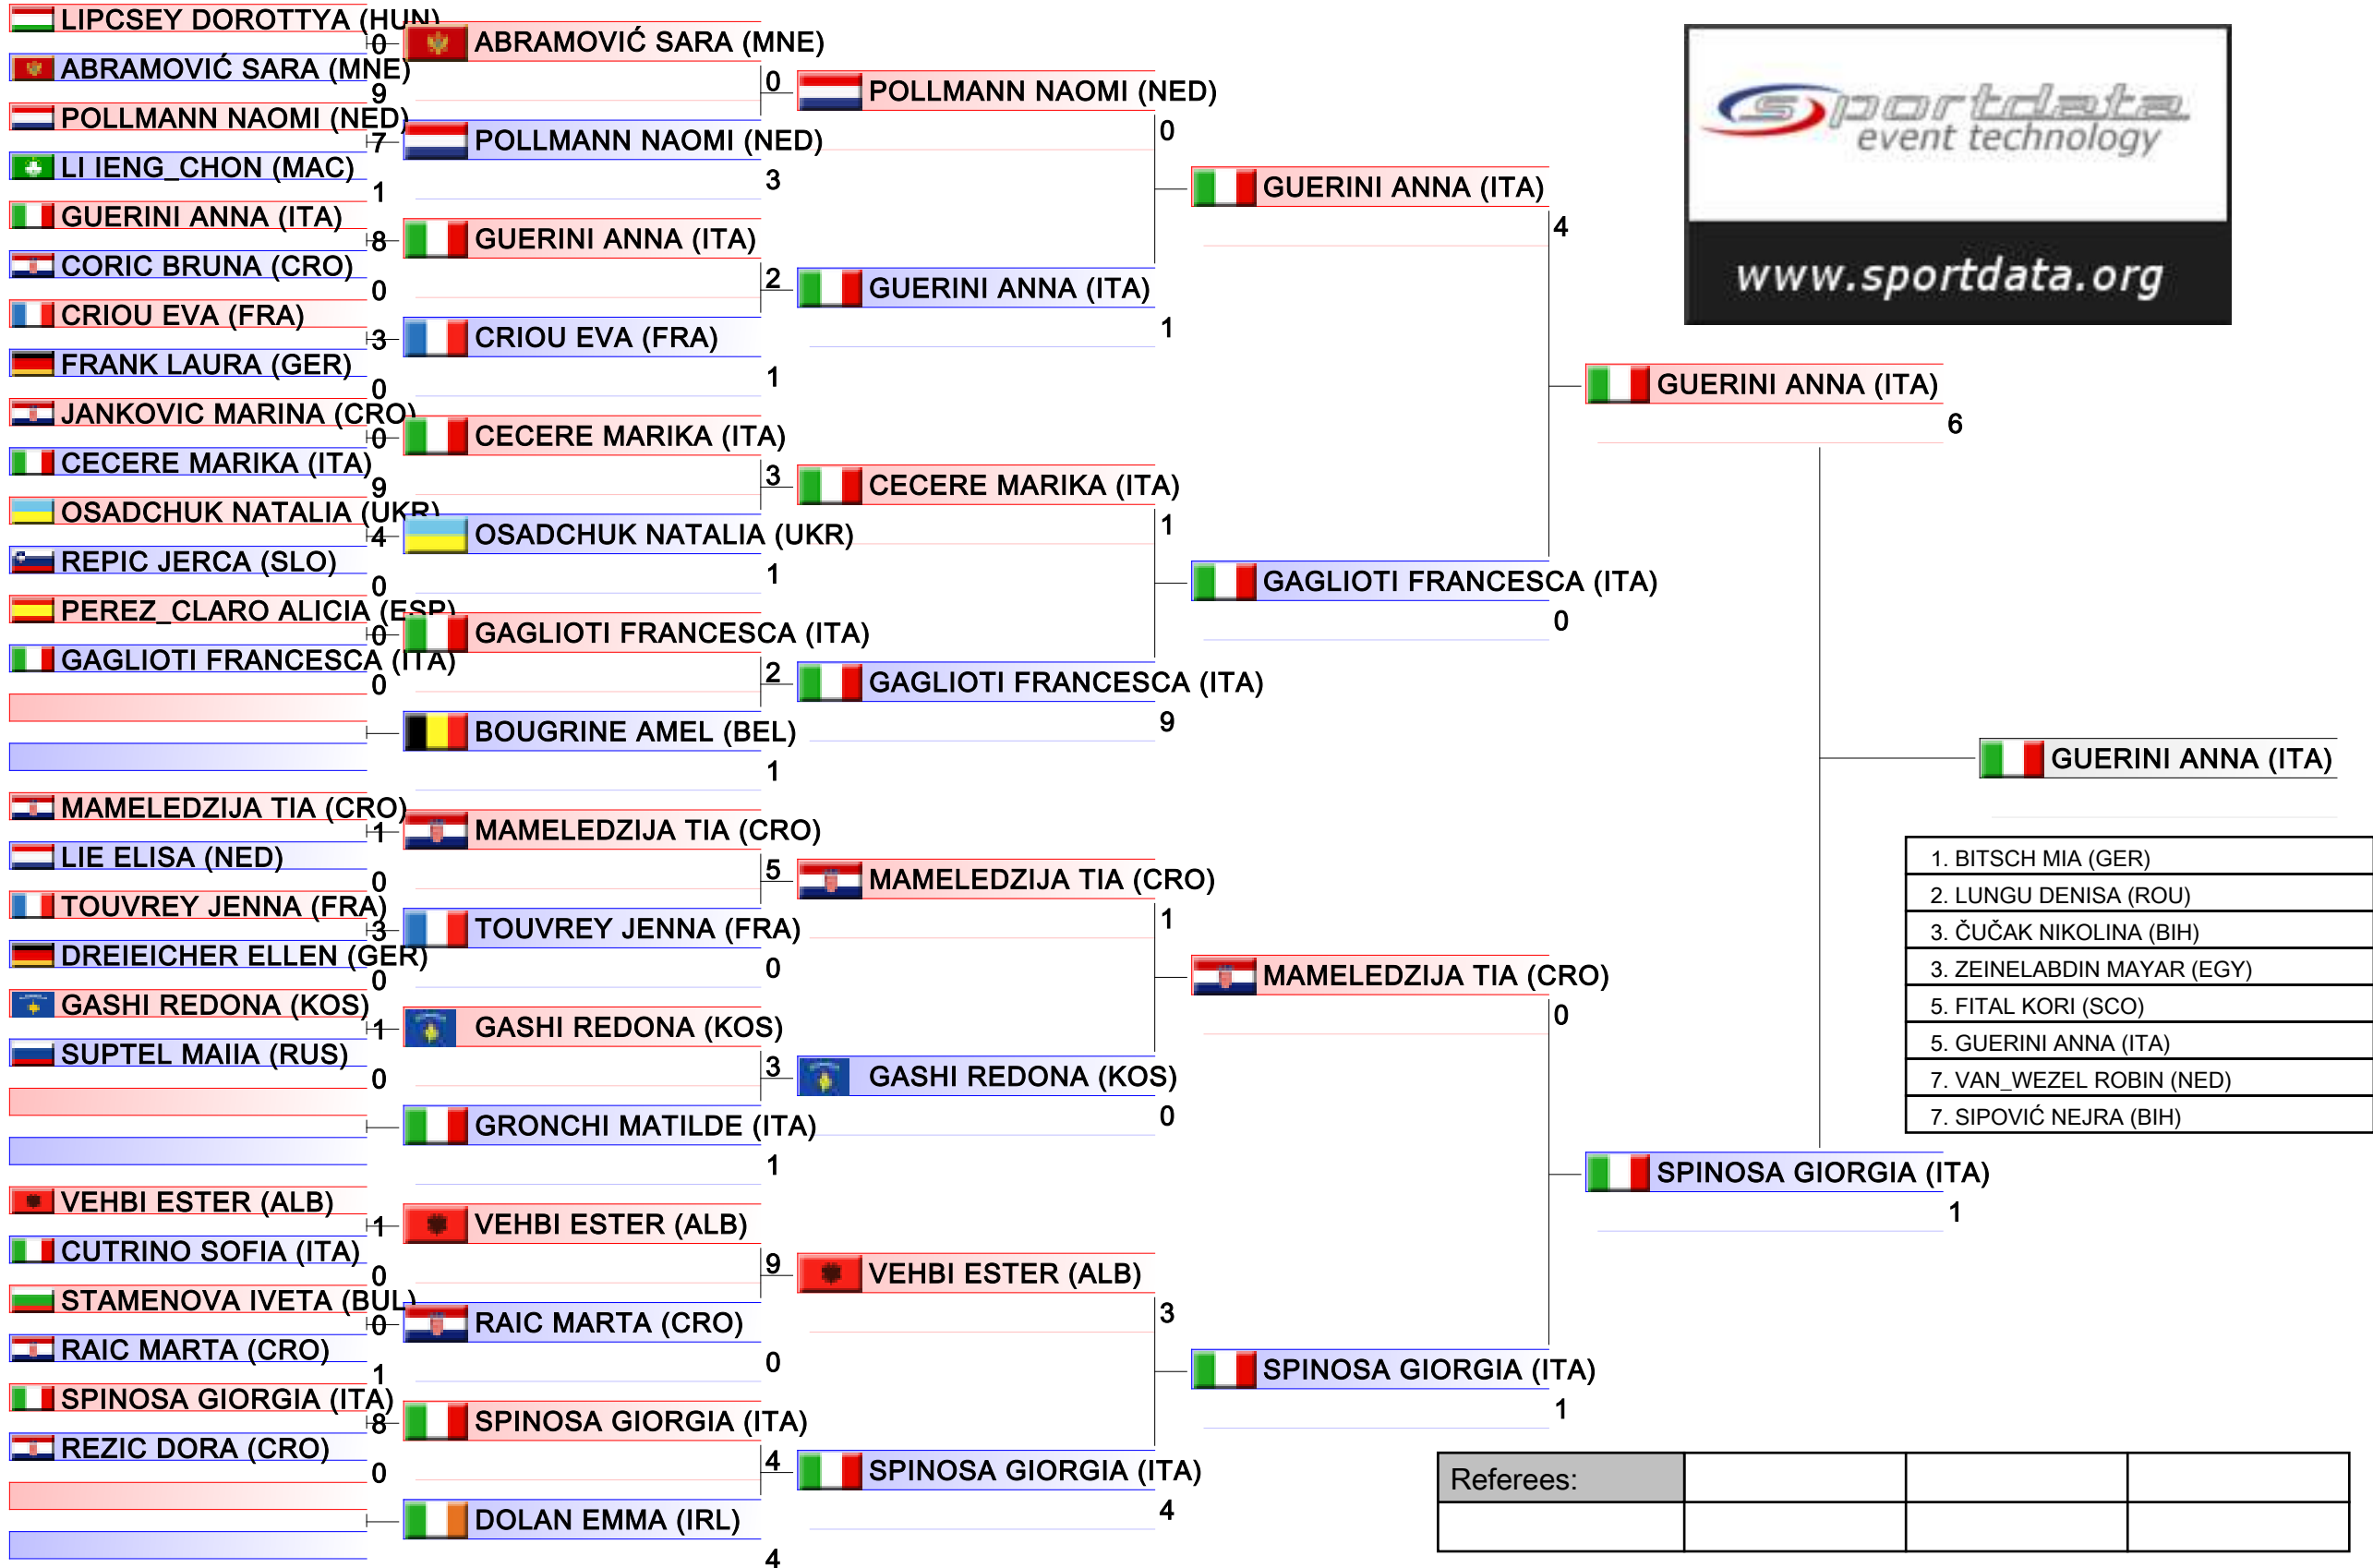 LIPCSEY DOROTTYA (HUN)
0
ABRAMOVIĆ SARA (MNE)
9
POLLMANN NAOMI (NED)
7
LI IENG_CHON (MAC)
1
GUERINI ANNA (ITA)
8
CORIC BRUNA (CRO)
0
CRIOU EVA (FRA)
3
FRANK LAURA (GER)
0
JANKOVIC MARINA (CRO)
0
CECERE MARIKA (ITA)
9
OSADCHUK NATALIA (UKR)
4
REPIC JERCA (SLO)
0
PEREZ_CLARO ALICIA (ESP)
0
GAGLIOTI FRANCESCA (ITA)
0
MAMELEDZIJA TIA (CRO)
1
LIE ELISA (NED)
0
TOUVREY JENNA (FRA)
3
DREIEICHER ELLEN (GER)
0
GASHI REDONA (KOS)
1
SUPTEL MAIIA (RUS)
0
VEHBI ESTER (ALB)
1
CUTRINO SOFIA (ITA)
0
STAMENOVA IVETA (BUL)
0
RAIC MARTA (CRO)
1
SPINOSA GIORGIA (ITA)
8
REZIC DORA (CRO)
0
ABRAMOVIĆ SARA (MNE)
0
POLLMANN NAOMI (NED)
3
GUERINI ANNA (ITA)
2
CRIOU EVA (FRA)
1
CECERE MARIKA (ITA)
3
OSADCHUK NATALIA (UKR)
1
GAGLIOTI FRANCESCA (ITA)
2
BOUGRINE AMEL (BEL)
1
MAMELEDZIJA TIA (CRO)
5
TOUVREY JENNA (FRA)
0
GASHI REDONA (KOS)
3
GRONCHI MATILDE (ITA)
1
VEHBI ESTER (ALB)
9
RAIC MARTA (CRO)
0
SPINOSA GIORGIA (ITA)
4
DOLAN EMMA (IRL)
4
POLLMANN NAOMI (NED)
0
GUERINI ANNA (ITA)
1
CECERE MARIKA (ITA)
1
GAGLIOTI FRANCESCA (ITA)
9
MAMELEDZIJA TIA (CRO)
1
GASHI REDONA (KOS)
0
VEHBI ESTER (ALB)
3
SPINOSA GIORGIA (ITA)
4
GUERINI ANNA (ITA)
4
GAGLIOTI FRANCESCA (ITA)
0
MAMELEDZIJA TIA (CRO)
0
SPINOSA GIORGIA (ITA)
1
GUERINI ANNA (ITA)
6
SPINOSA GIORGIA (ITA)
1
GUERINI ANNA (ITA)
sportdata
event technology
www.sportdata.org
1. BITSCH MIA (GER)
2. LUNGU DENISA (ROU)
3. ČUČAK NIKOLINA (BIH)
3. ZEINELABDIN MAYAR (EGY)
5. FITAL KORI (SCO)
5. GUERINI ANNA (ITA)
7. VAN_WEZEL ROBIN (NED)
7. SIPOVIĆ NEJRA (BIH)
Referees: